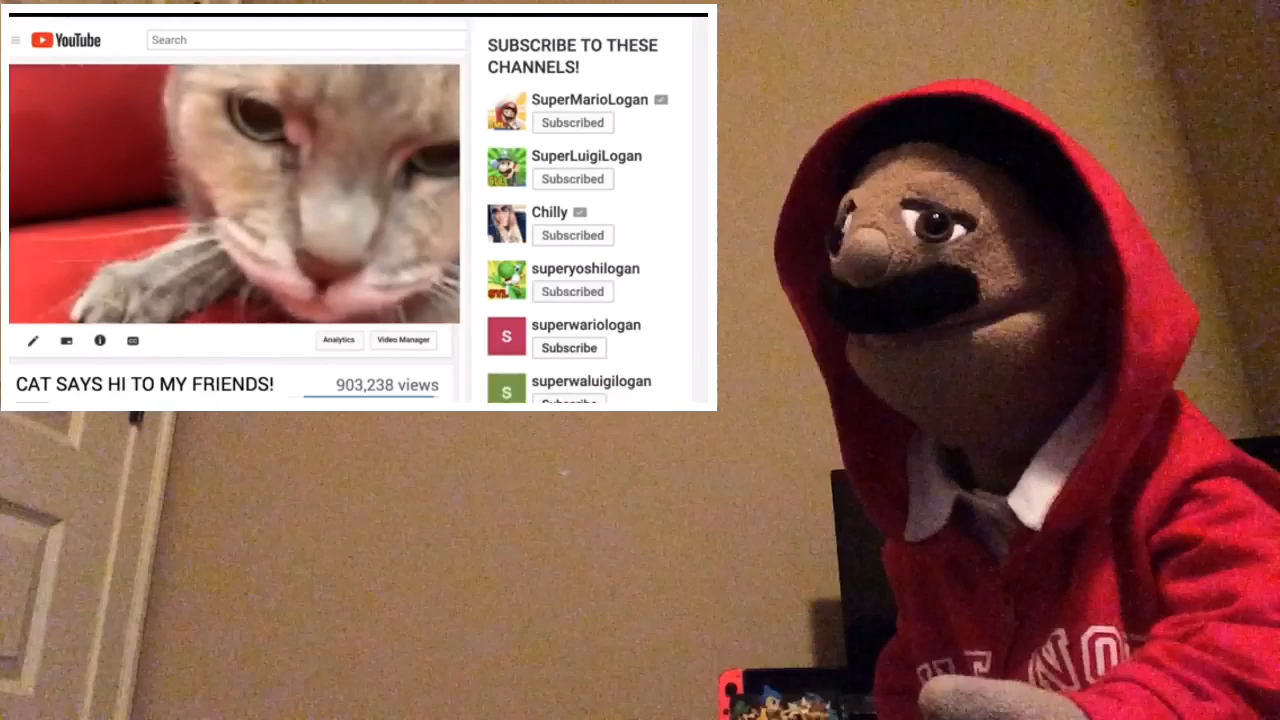 YouTube
Search
SUBSCRIBE TO THESE
CHANNELS!
SuperMarioLogan
Subscribed
SuperLuigiLogan
Subscribed
Chilly
Subscribed
superyoshilogan
Subscribed
S
superwariologan
Subscribe
S
superwaluigilogan
Subscribe
Analytics
Video Manager
CAT SAYS HI TO MY FRIENDS!
903,238 views